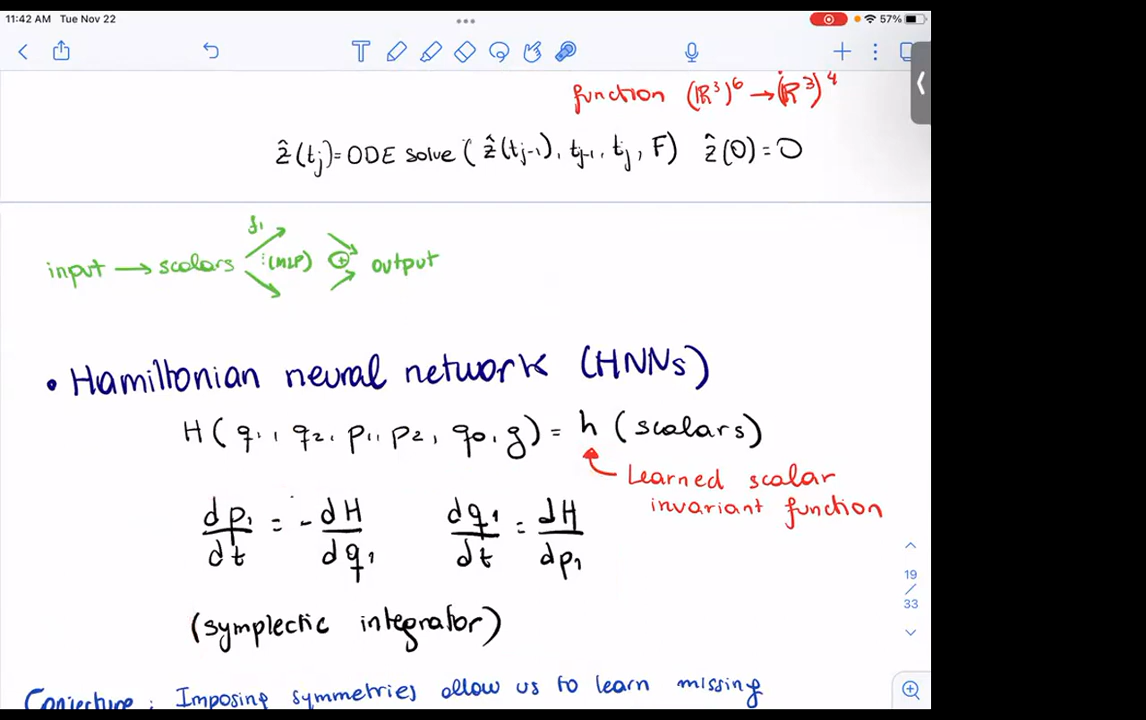 11:42 AM Tue Nov 22
57%
function (ℝ³)⁶ → (ℝ³)⁴
ẑ(tⱼ) = ODE solve (ẑ(tⱼ₋₁), tⱼ₋₁, tⱼ, F) ẑ(0) = 0
f₁
input → scalars ⋮ (MLP) ⊕ output
• Hamiltonian neural network (HNNs)
H(q₁, q₂, p₁, p₂, q₀, g) = h (scalars)
Learned scalar
invariant function
dp₁/dt = - dH/dq₁ dq₁/dt = dH/dp₁
(symplectic integrator)
19
/
33
Conjecture: Imposing symmetries allow us to learn missing